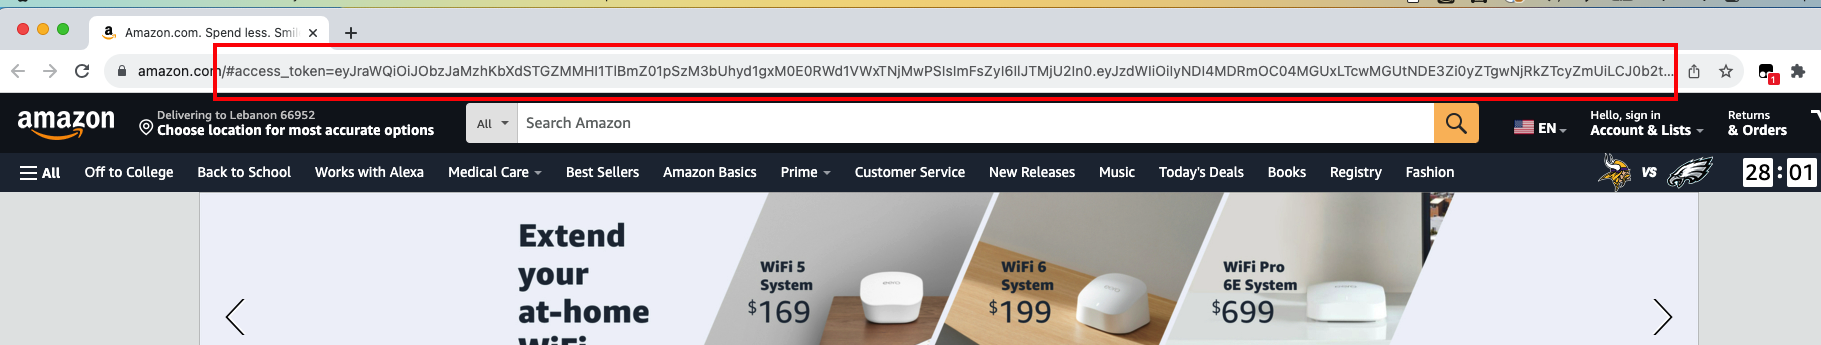 Amazon.com. Spend less. Smil
amazon.com/#access_token=eyJraWQiOiJObzJaMzhKbXdSTGZMMHI1TlBmZ01pSzM3bUhyd1gxM0E0RWd1VWxTNjMwPSIsImFsZyI6IlJTMjU2In0.eyJzdWIiOiIyNDI4MDRmOC04MGUxLTcwMGUtNDE3Zi0yZTgwNjRkZTcyZmUiLCJ0b2t...
1
amazon
Delivering to Lebanon 66952
Choose location for most accurate options
All
Search Amazon
EN
Hello, sign in
Account & Lists
Returns
& Orders
All
Off to College
Back to School
Works with Alexa
Medical Care
Best Sellers
Amazon Basics
Prime
Customer Service
New Releases
Music
Today's Deals
Books
Registry
Fashion
VS
28:01
Extend
your
at-home
WiFi
WiFi 5
System
$169
WiFi 6
System
$199
WiFi Pro
6E System
$699